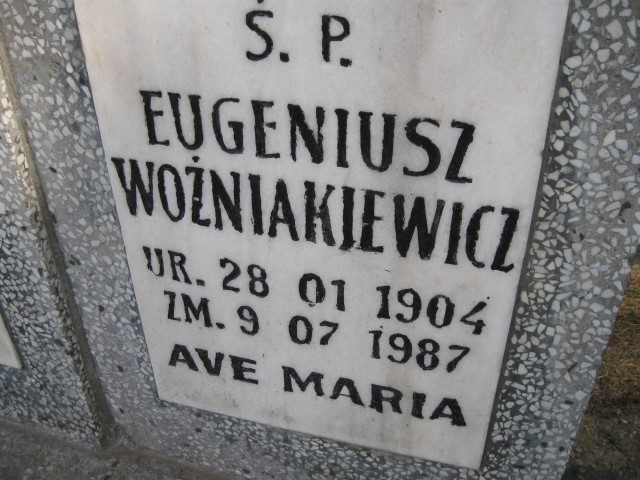 Ś. P.
EUGENIUSZ
WOŹNIAKIEWICZ
UR. 28 01 1904
ZM. 9 07 1987
AVE MARIA